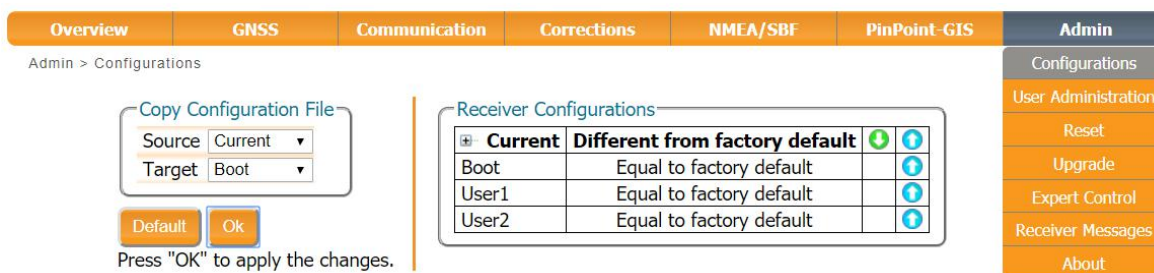 Overview GNSS Communication Corrections NMEA/SBF PinPoint-GIS Admin
Admin > Configurations
Configurations
User Administration
Reset
Upgrade
Expert Control
Receiver Messages
About
Copy Configuration File
Source Current
Target Boot
Default Ok
Press "OK" to apply the changes.
Receiver Configurations
Current Different from factory default
Boot Equal to factory default
User1 Equal to factory default
User2 Equal to factory default